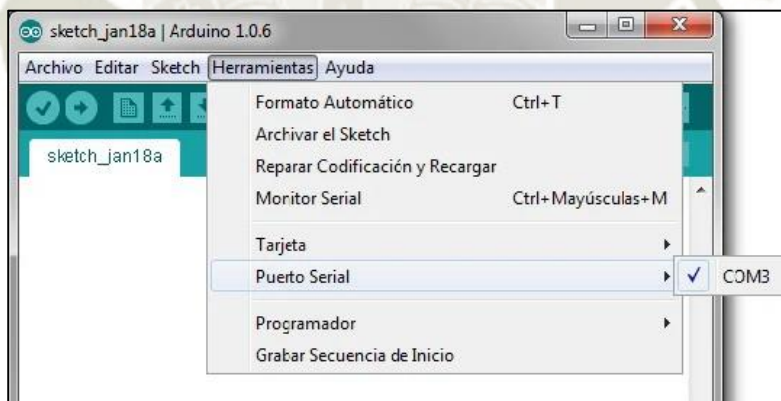 sketch_jan18a | Arduino 1.0.6
Archivo Editar Sketch Herramientas Ayuda
sketch_jan18a
Formato Automático Ctrl+T
Archivar el Sketch
Reparar Codificación y Recargar
Monitor Serial Ctrl+Mayúsculas+M
Tarjeta
Puerto Serial
COM3
Programador
Grabar Secuencia de Inicio